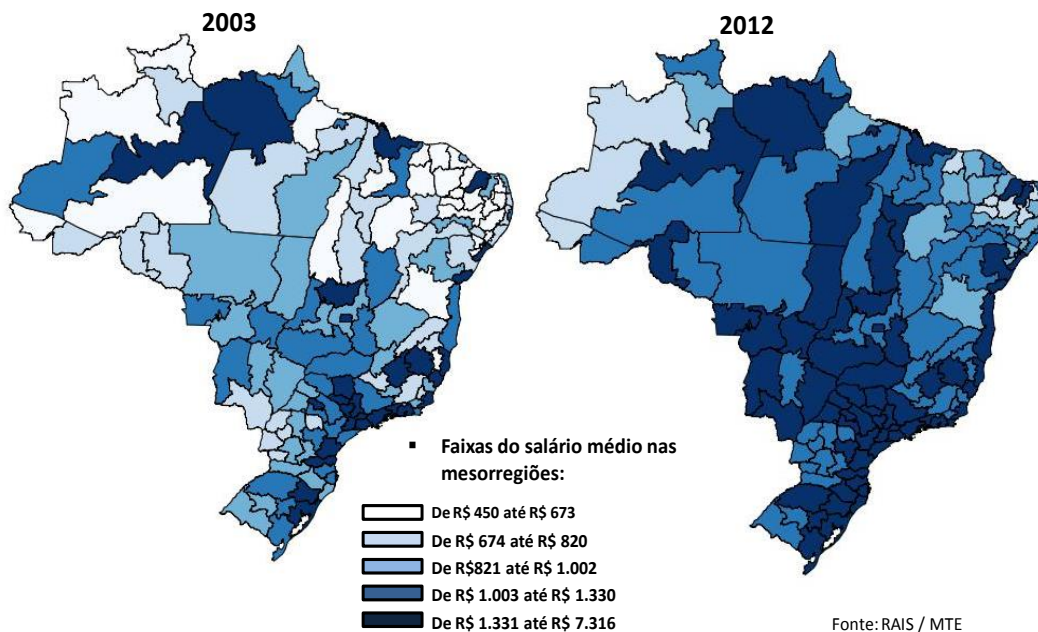 2003
2012
▪ Faixas do salário médio nas
mesorregiões:
De R$ 450 até R$ 673
De R$ 674 até R$ 820
De R$821 até R$ 1.002
De R$ 1.003 até R$ 1.330
De R$ 1.331 até R$ 7.316
Fonte: RAIS / MTE